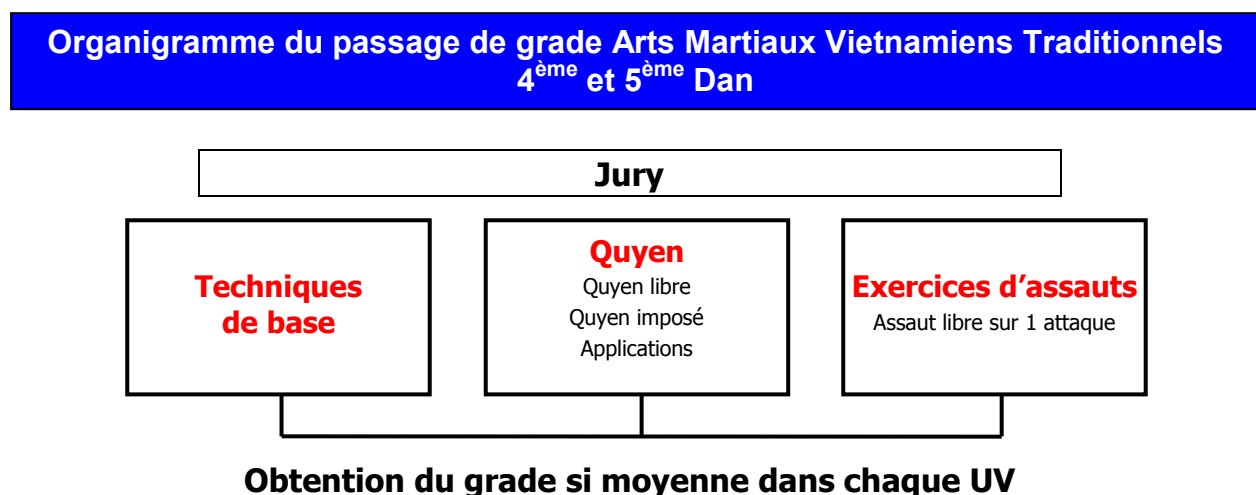 Organigramme du passage de grade Arts Martiaux Vietnamiens Traditionnels
4ème et 5ème Dan
Jury
Techniques
de base
Quyen
Quyen libre
Quyen imposé
Applications
Exercices d’assauts
Assaut libre sur 1 attaque
Obtention du grade si moyenne dans chaque UV